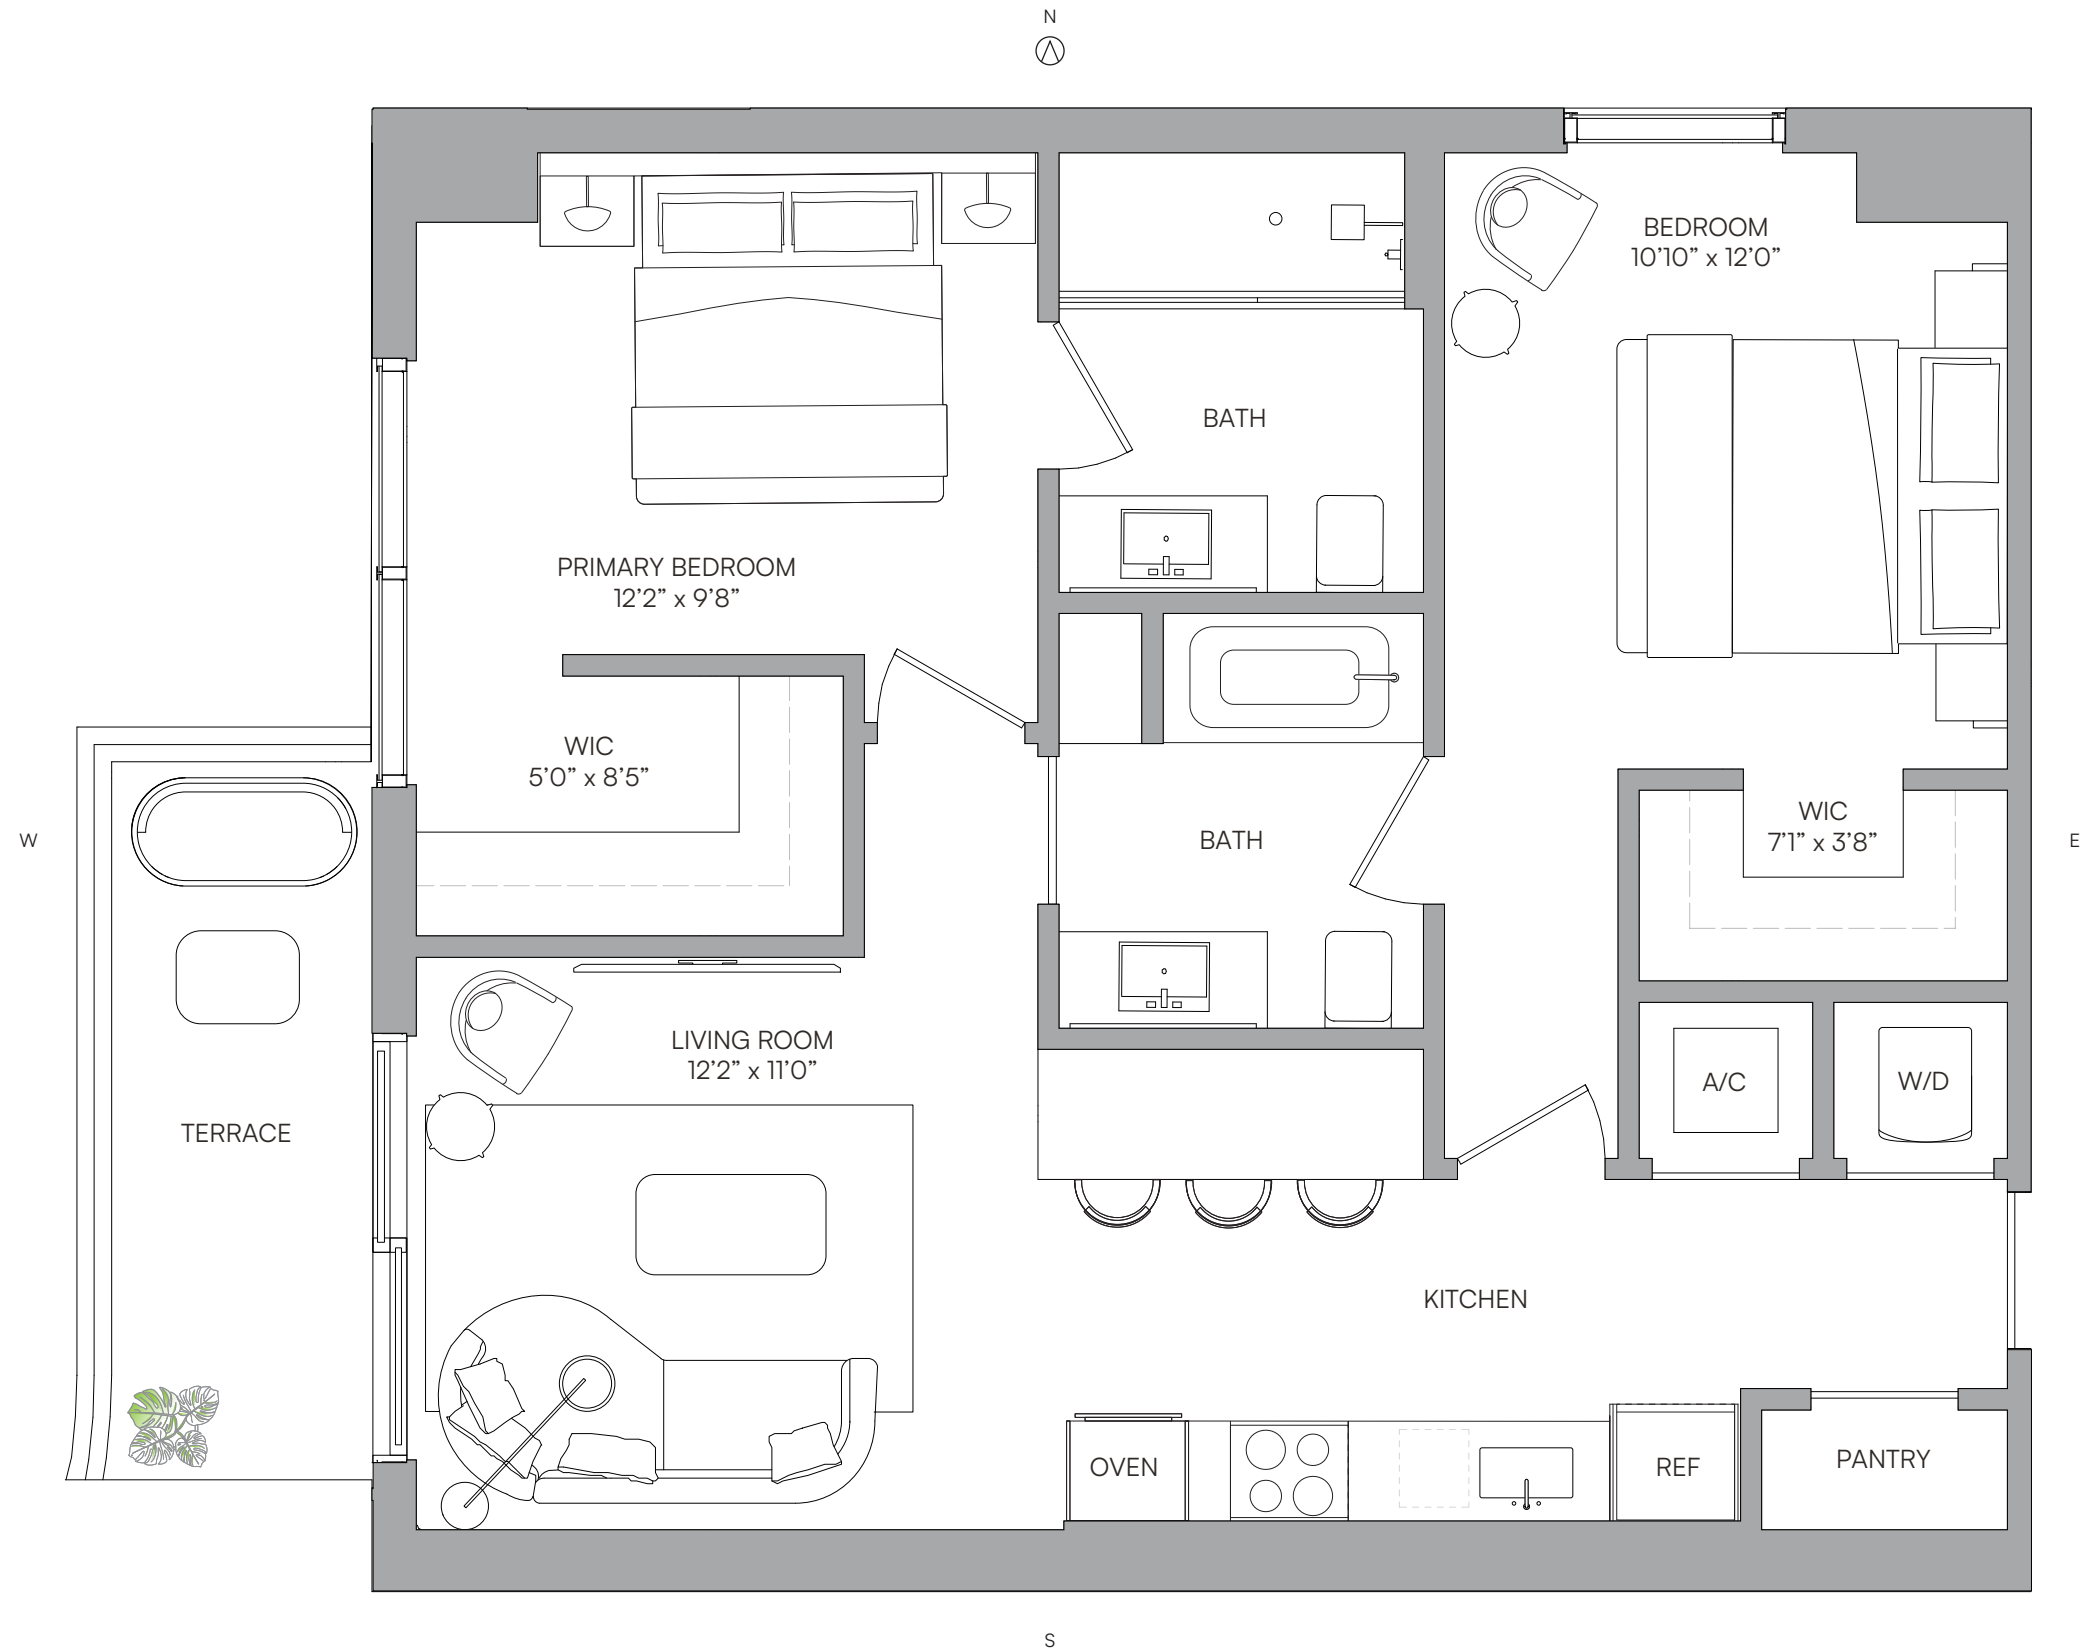 N
BEDROOM
10’10” x 12’0”
BATH
PRIMARY BEDROOM
12’2” x 9’8”
WIC
5’0” x 8’5”
WIC
7’1” x 3’8”
W
BATH
E
LIVING ROOM
12’2” x 11’0”
A/C
W/D
TERRACE
KITCHEN
OVEN
REF
PANTRY
S